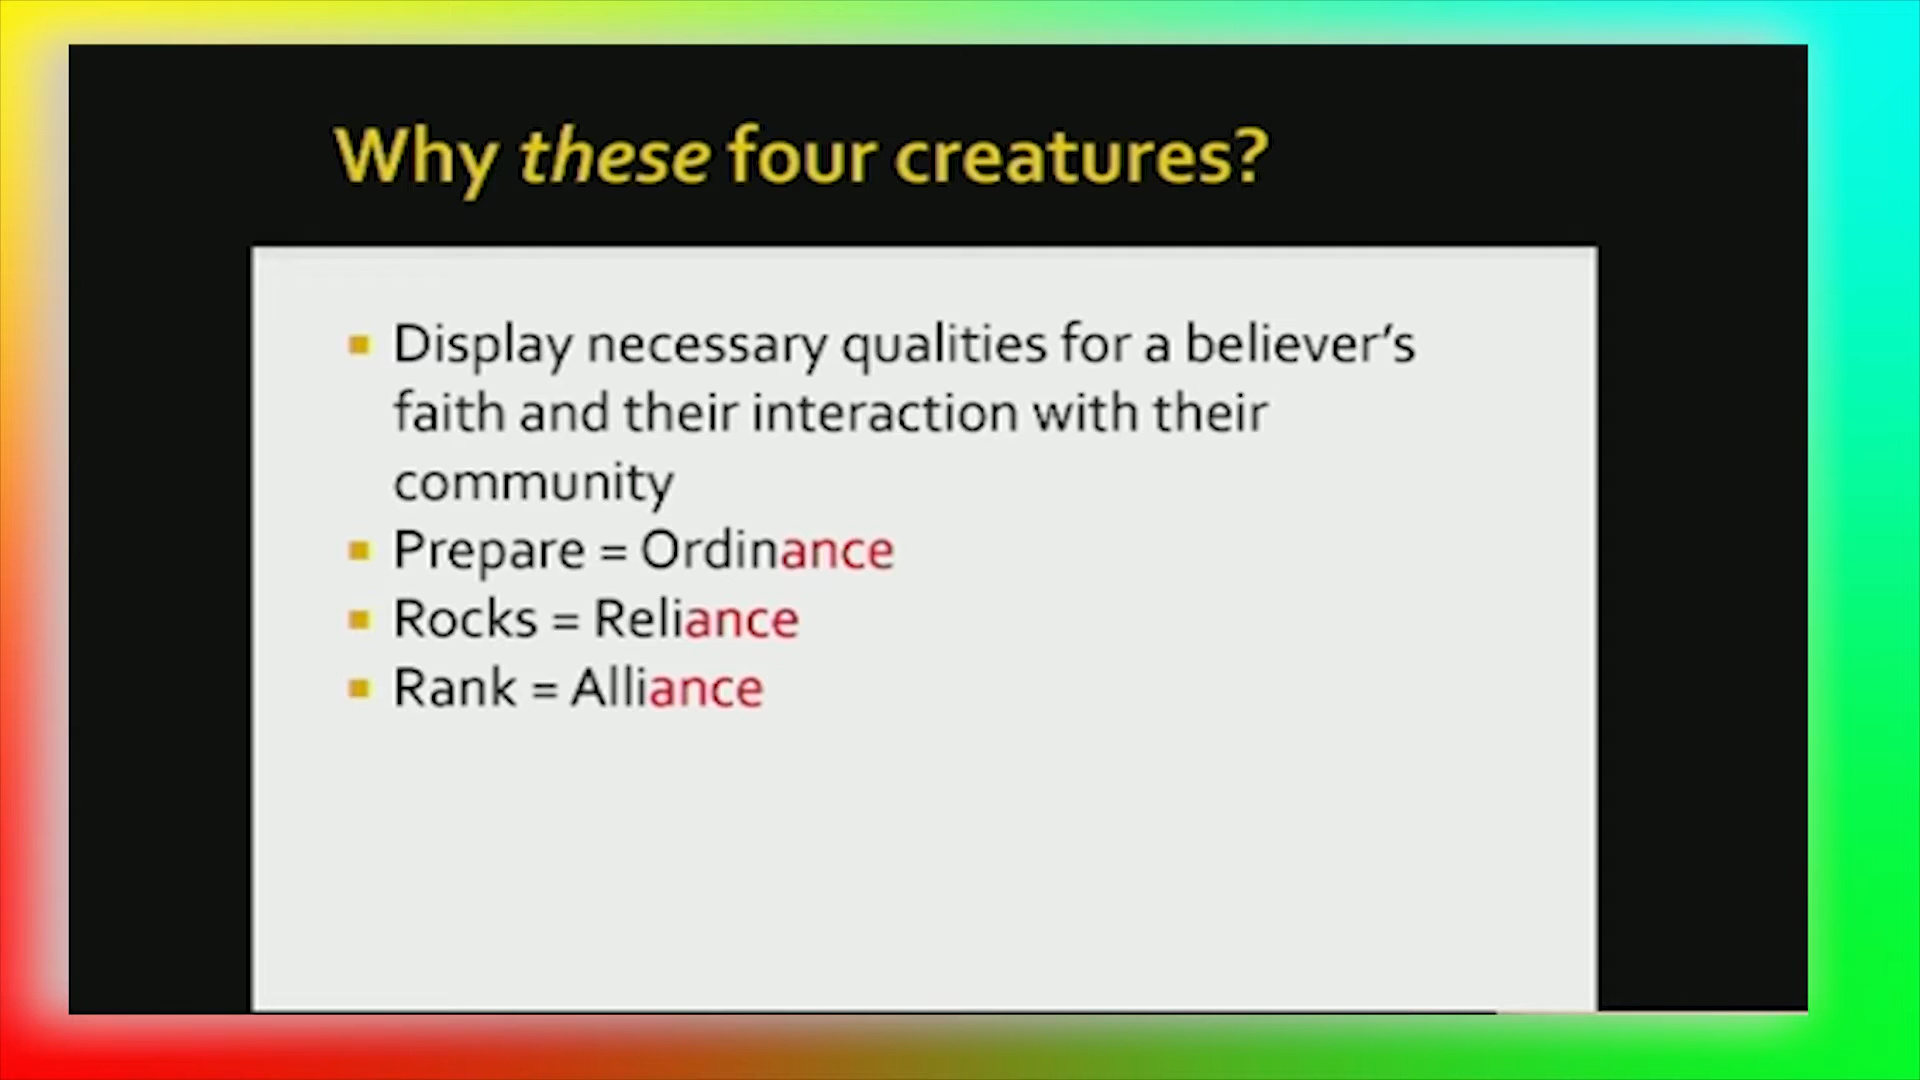 Why these four creatures?
Display necessary qualities for a believer's
faith and their interaction with their
community
Prepare = Ordinance
Rocks = Reliance
Rank = Alliance